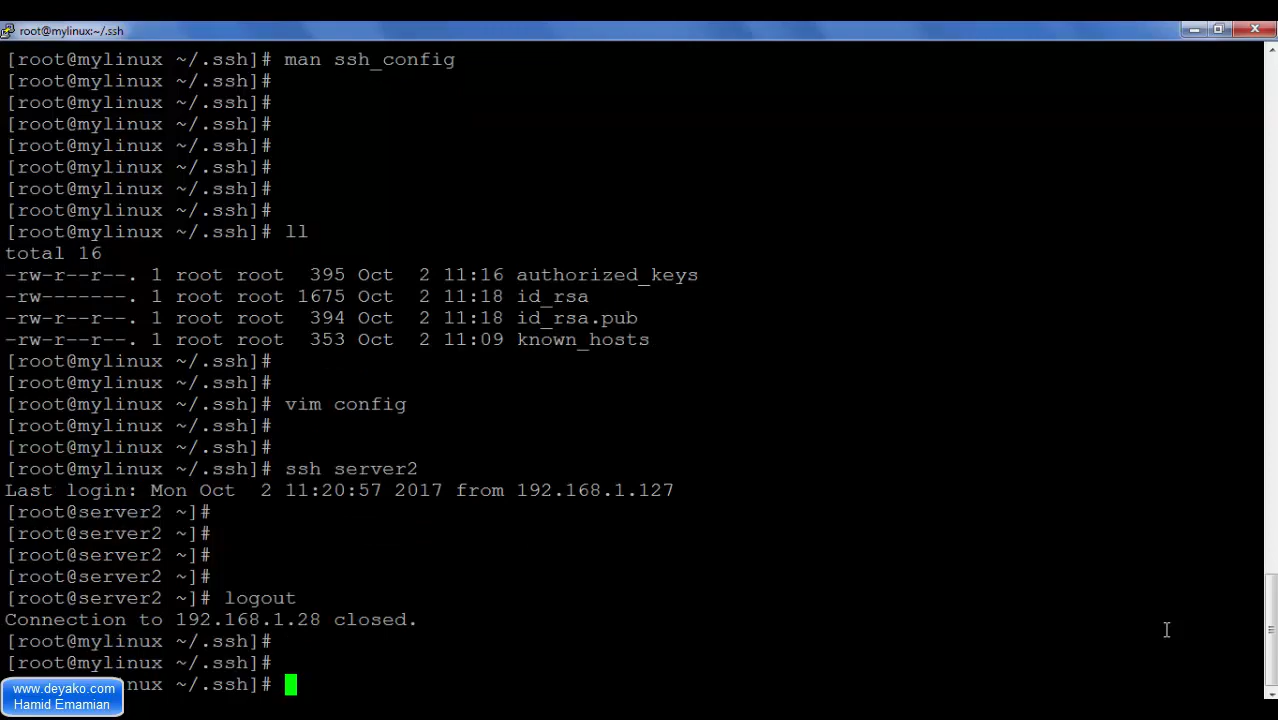 root@mylinux:~/.ssh
[root@mylinux ~/.ssh]# man ssh_config
[root@mylinux ~/.ssh]#
[root@mylinux ~/.ssh]#
[root@mylinux ~/.ssh]#
[root@mylinux ~/.ssh]#
[root@mylinux ~/.ssh]#
[root@mylinux ~/.ssh]#
[root@mylinux ~/.ssh]#
[root@mylinux ~/.ssh]# ll
total 16
-rw-r--r--. 1 root root  395 Oct  2 11:16 authorized_keys
-rw-------. 1 root root 1675 Oct  2 11:18 id_rsa
-rw-r--r--. 1 root root  394 Oct  2 11:18 id_rsa.pub
-rw-r--r--. 1 root root  353 Oct  2 11:09 known_hosts
[root@mylinux ~/.ssh]#
[root@mylinux ~/.ssh]#
[root@mylinux ~/.ssh]# vim config
[root@mylinux ~/.ssh]#
[root@mylinux ~/.ssh]#
[root@mylinux ~/.ssh]# ssh server2
Last login: Mon Oct  2 11:20:57 2017 from 192.168.1.127
[root@server2 ~]#
[root@server2 ~]#
[root@server2 ~]#
[root@server2 ~]#
[root@server2 ~]# logout
Connection to 192.168.1.28 closed.
[root@mylinux ~/.ssh]#
[root@mylinux ~/.ssh]#
nux ~/.ssh]#
www.deyako.com
Hamid Emamian